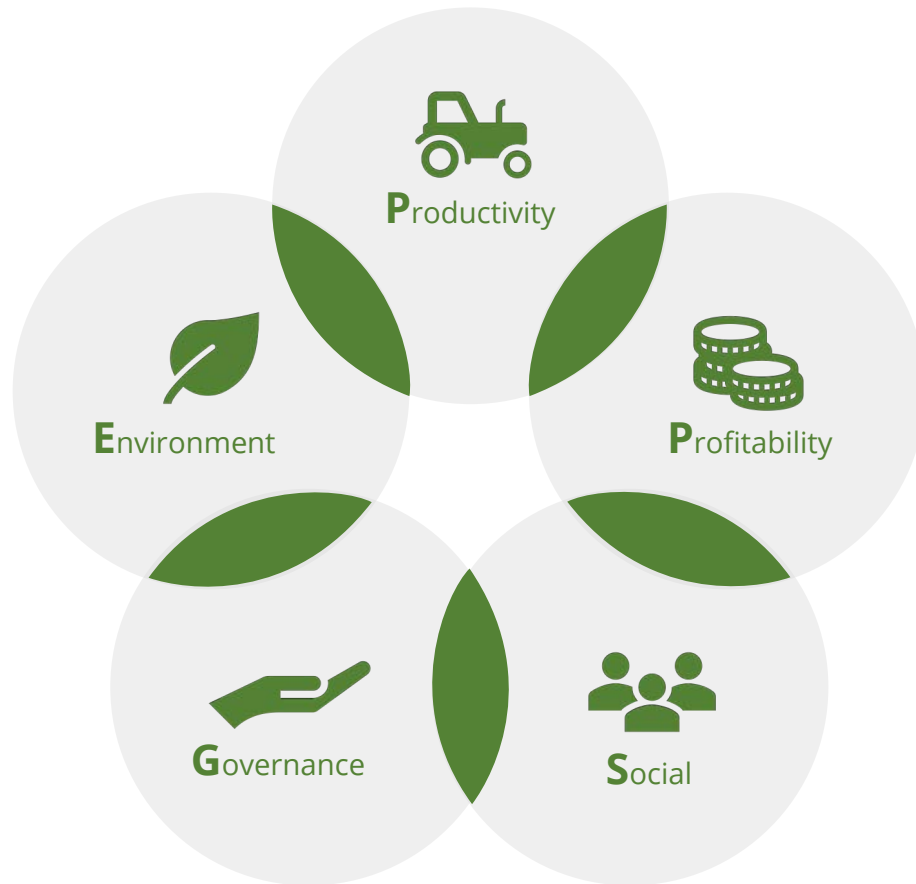 Productivity
Environment
Profitability
Governance
Social